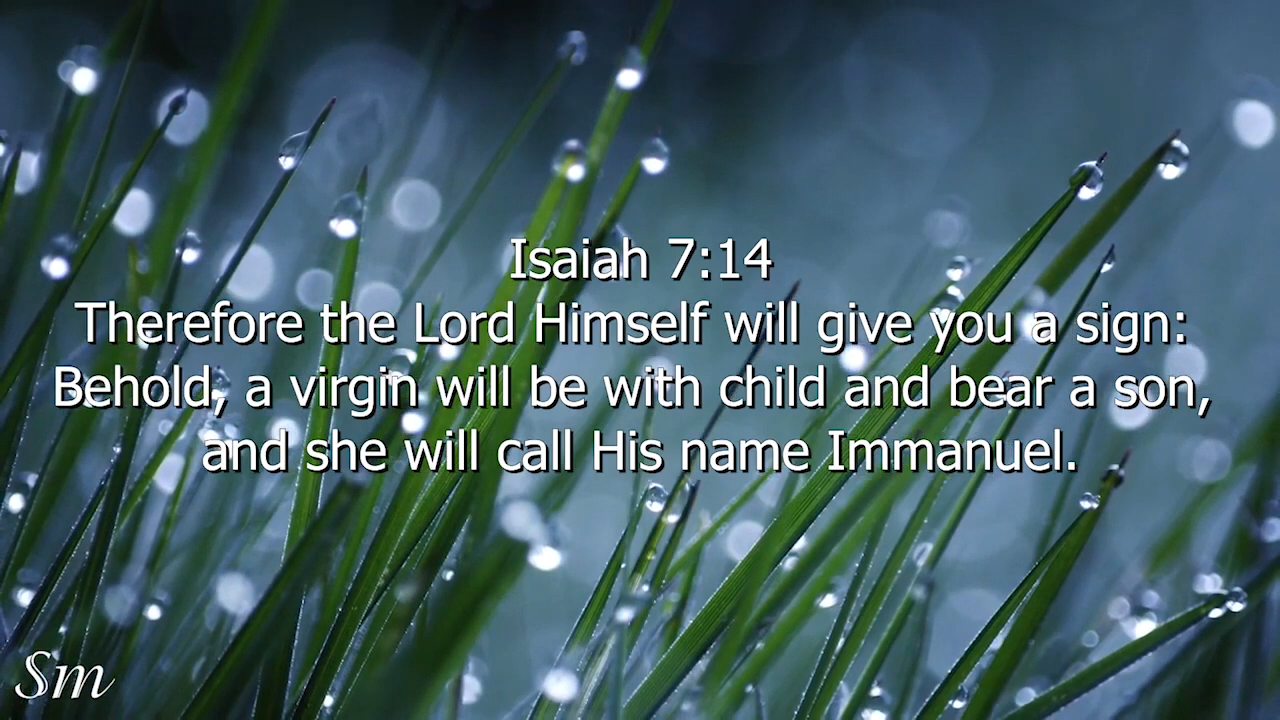 Isaiah 7:14
Therefore the Lord Himself will give you a sign:
Behold, a virgin will be with child and bear a son,
and she will call His name Immanuel.
Sm